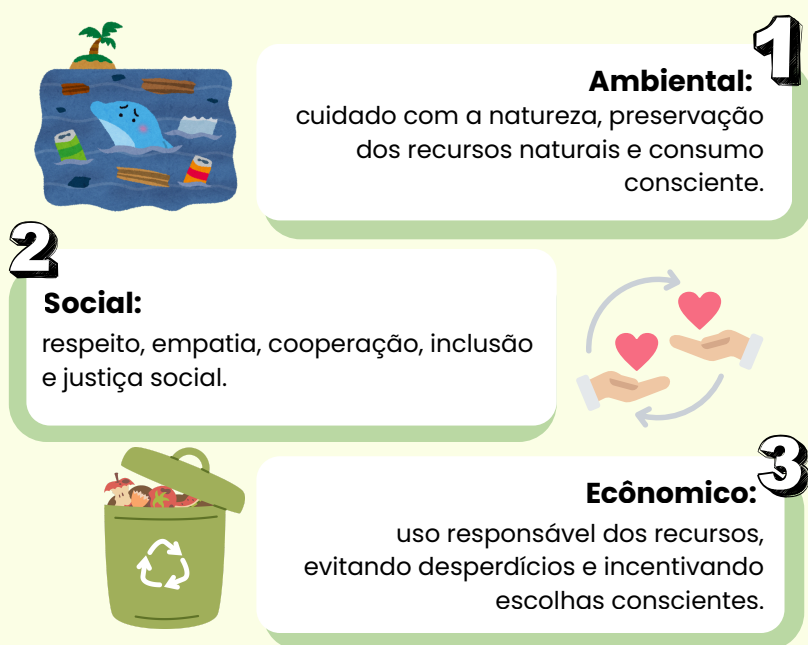 1
Ambiental:
cuidado com a natureza, preservação
dos recursos naturais e consumo
consciente.
2
Social:
respeito, empatia, cooperação, inclusão
e justiça social.
3
Ecônomico:
uso responsável dos recursos,
evitando desperdícios e incentivando
escolhas conscientes.